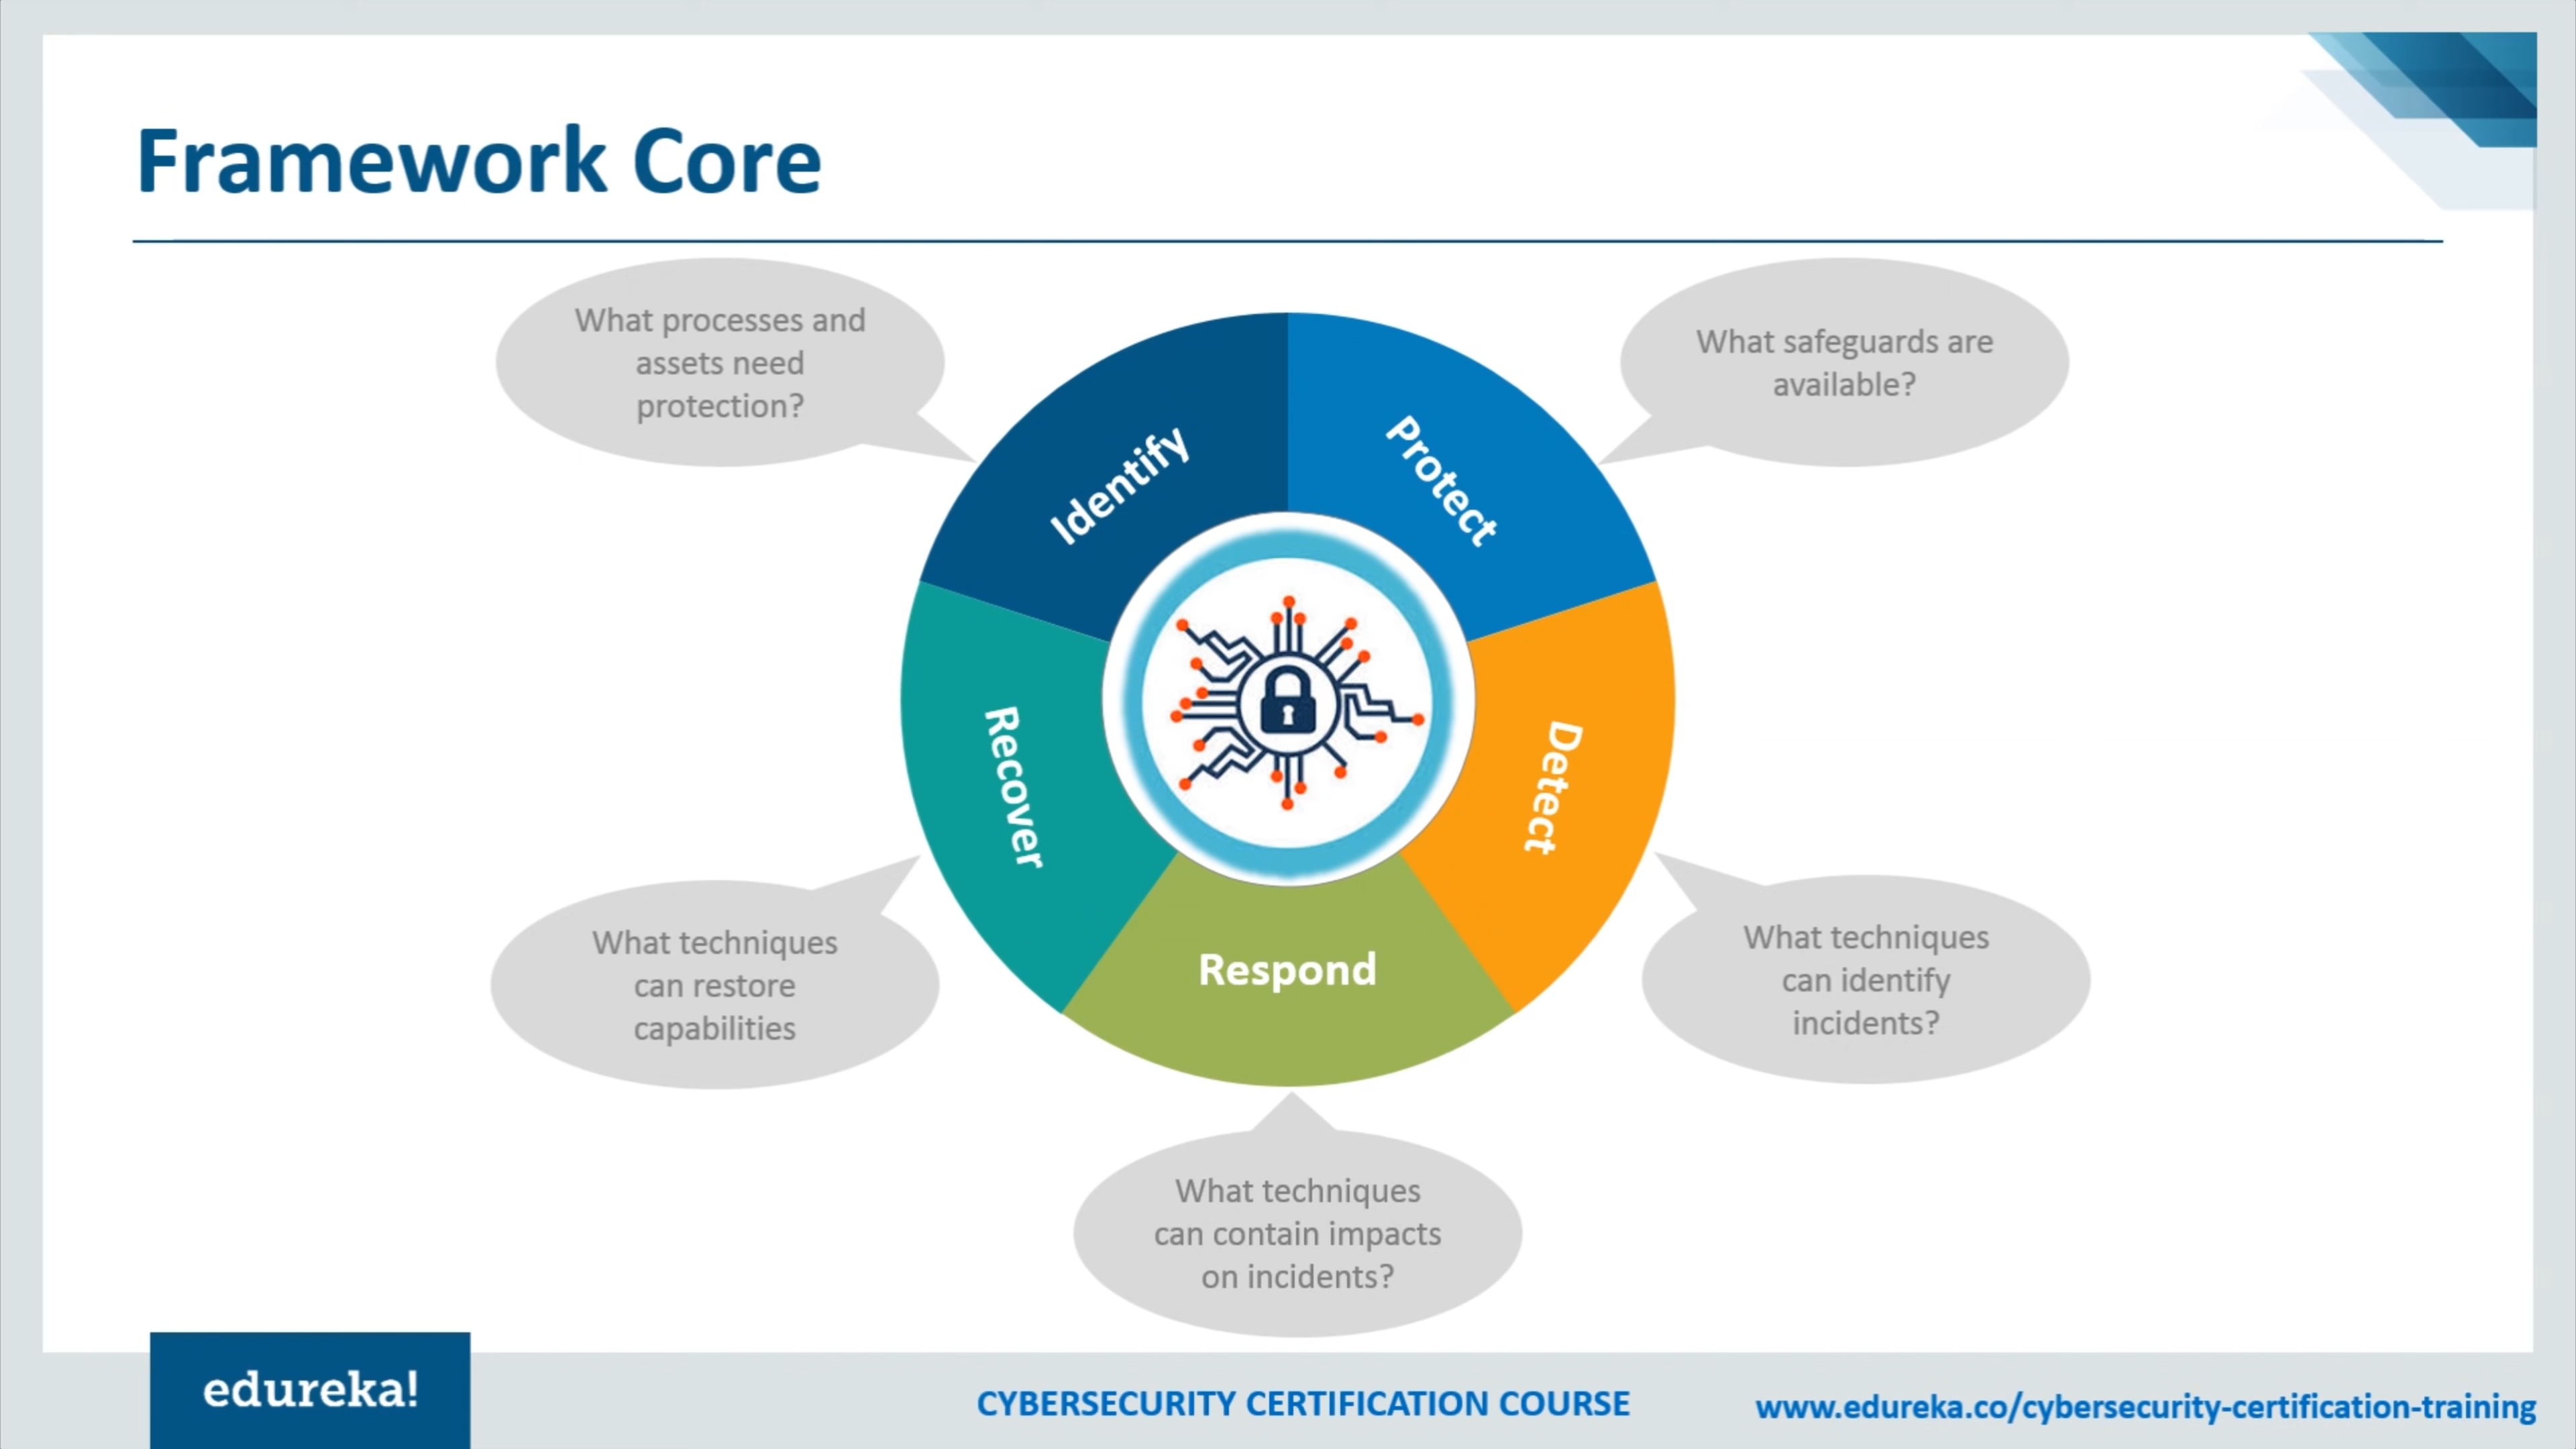 Framework Core
What processes and
assets need
protection?
What safeguards are
available?
Identify
Protect
Recover
Detect
Respond
What techniques
can restore
capabilities
What techniques
can identify
incidents?
What techniques
can contain impacts
on incidents?
edureka!
CYBERSECURITY CERTIFICATION COURSE
www.edureka.co/cybersecurity-certification-training